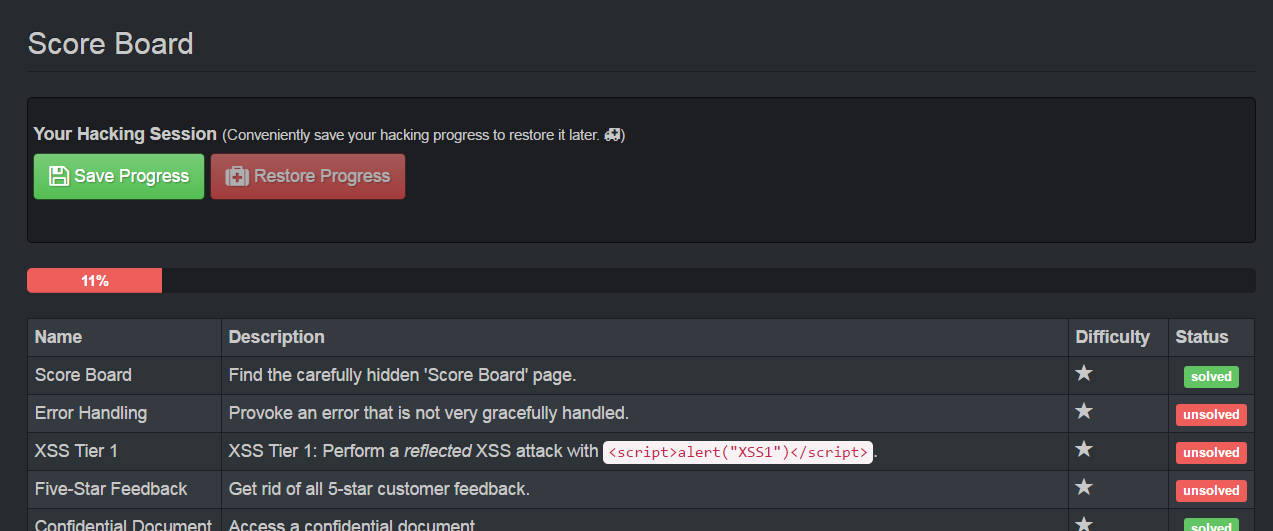 Score Board
Your Hacking Session (Conveniently save your hacking progress to restore it later. )
Save Progress Restore Progress
11%
Name Description Difficulty Status
Score Board Find the carefully hidden 'Score Board' page. solved
Error Handling Provoke an error that is not very gracefully handled. unsolved
XSS Tier 1 XSS Tier 1: Perform a reflected XSS attack with <script>alert("XSS1")</script>. unsolved
Five-Star Feedback Get rid of all 5-star customer feedback. unsolved
Confidential Document Access a confidential document. solved